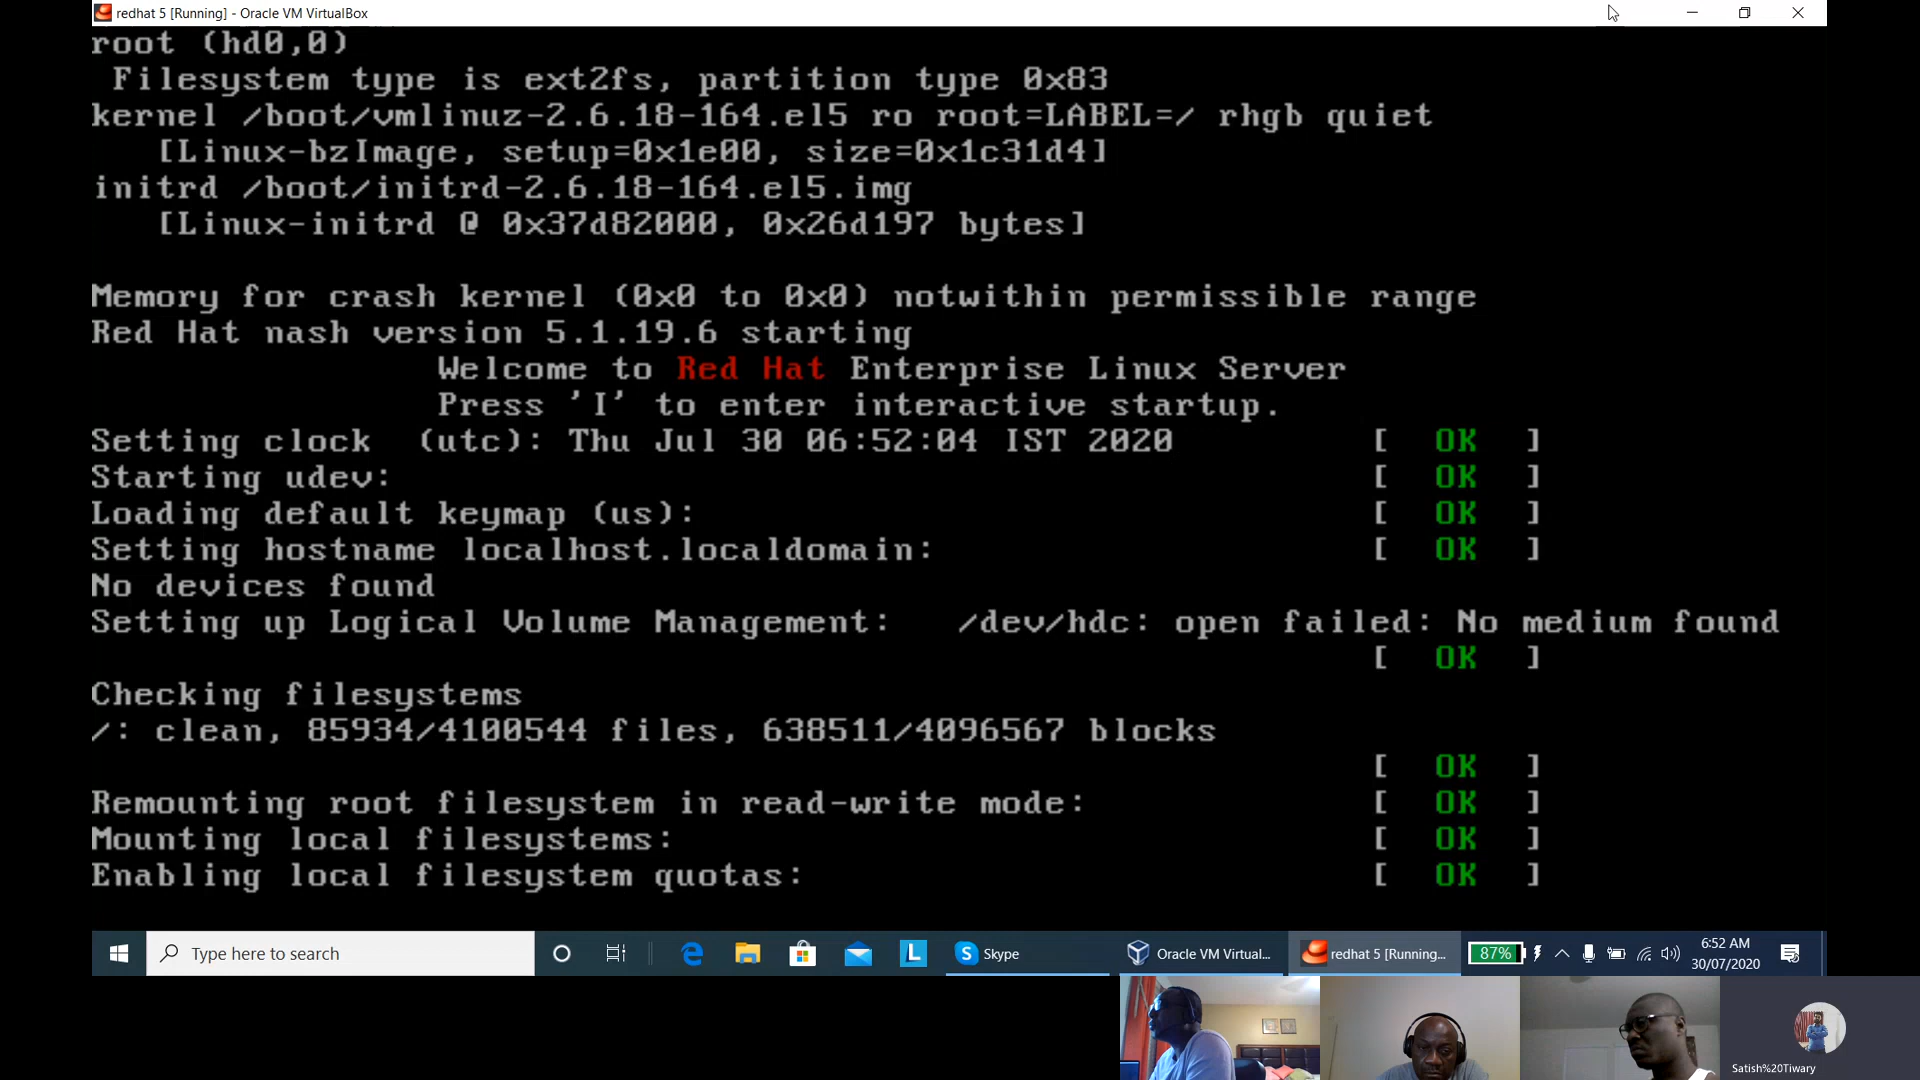 redhat 5 [Running] - Oracle VM VirtualBox
root (hd0,0)
Filesystem type is ext2fs, partition type 0x83
kernel /boot/vmlinuz-2.6.18-164.el5 ro root=LABEL=/ rhgb quiet
[Linux-bzImage, setup=0x1e00, size=0x1c31d4]
initrd /boot/initrd-2.6.18-164.el5.img
[Linux-initrd @ 0x37d82000, 0x26d197 bytes]
Memory for crash kernel (0x0 to 0x0) notwithin permissible range
Red Hat nash version 5.1.19.6 starting
Welcome to Red Hat Enterprise Linux Server
Press 'I' to enter interactive startup.
Setting clock (utc): Thu Jul 30 06:52:04 IST 2020 [ OK ]
Starting udev: [ OK ]
Loading default keymap (us): [ OK ]
Setting hostname localhost.localdomain: [ OK ]
No devices found
Setting up Logical Volume Management: /dev/hdc: open failed: No medium found
[ OK ]
Checking filesystems
/: clean, 85934/4100544 files, 638511/4096567 blocks
[ OK ]
Remounting root filesystem in read-write mode: [ OK ]
Mounting local filesystems: [ OK ]
Enabling local filesystem quotas: [ OK ]
Type here to search
L
S Skype
Oracle VM Virtual...
redhat 5 [Running...
87%
6:52 AM
30/07/2020
Satish%20Tiwary